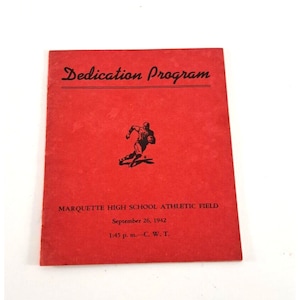 Dedication Program
MARQUETTE HIGH SCHOOL ATHLETIC FIELD
September 26, 1942
1:45 p. m.—C. W. T.